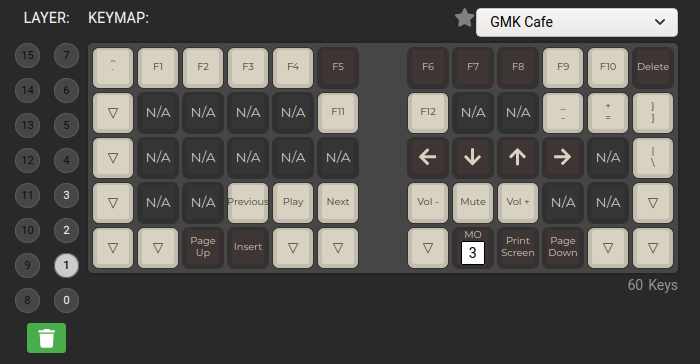 LAYER: KEYMAP: GMK Cafe
15 7 ~ ` F1 F2 F3 F4 F5 F6 F7 F8 F9 F10 Delete
14 6 ▽ N/A N/A N/A N/A F11 F12 N/A N/A _ - + = } ]
13 5
12 4 ▽ N/A N/A N/A N/A N/A ← ↓ ↑ → N/A | \
11 3 ▽ N/A N/A Previous Play Next Vol - Mute Vol + N/A N/A ▽
10 2
9 1 ▽ ▽ Page Up Insert ▽ ▽ ▽ MO 3 Print Screen Page Down ▽ ▽
8 0
60 Keys